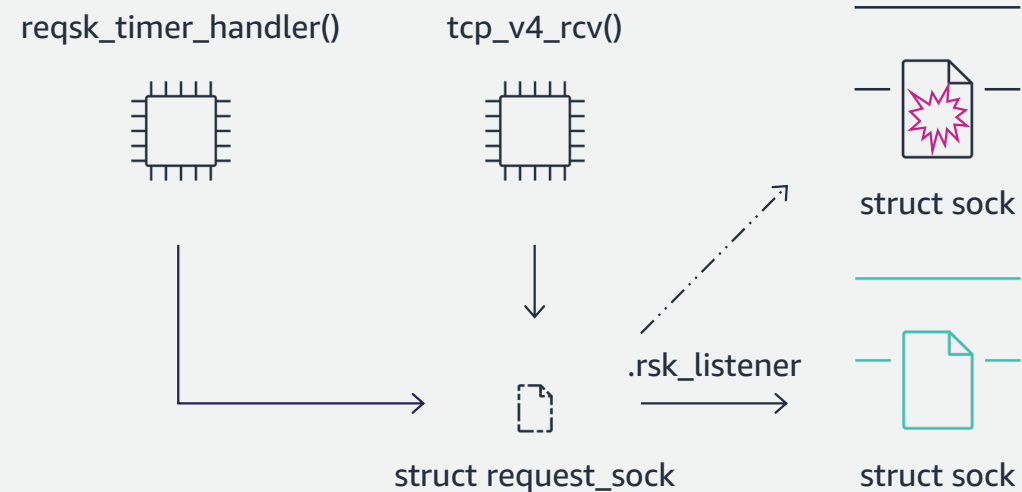 reqsk_timer_handler()
tcp_v4_rcv()
struct sock
.rsk_listener
struct request_sock
struct sock